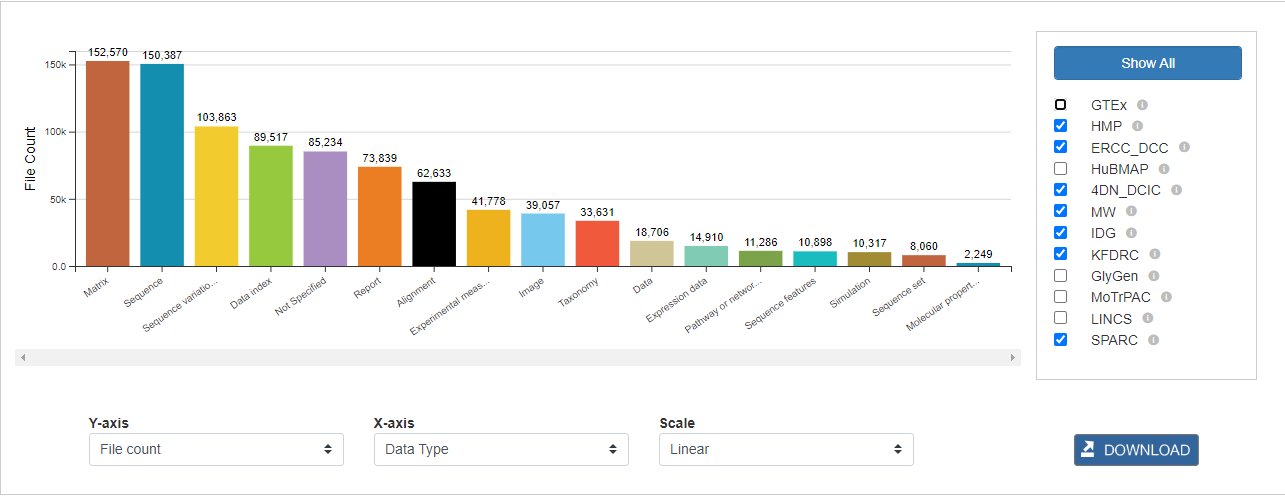 152,570
150,387
103,863
89,517
85,234
73,839
62,633
41,778
39,057
33,631
18,706
14,910
11,286
10,898
10,317
8,060
2,249
File Count
150k
100k
50k
0.0
Matrix
Sequence
Sequence variatio...
Data index
Not Specified
Report
Alignment
Experimental meas...
Image
Taxonomy
Data
Expression data
Pathway or networ...
Sequence features
Simulation
Sequence set
Molecular propert...
Show All
GTEx
HMP
ERCC_DCC
HuBMAP
4DN_DCIC
MW
IDG
KFDRC
GlyGen
MoTrPAC
LINCS
SPARC
Y-axis
File count
X-axis
Data Type
Scale
Linear
DOWNLOAD